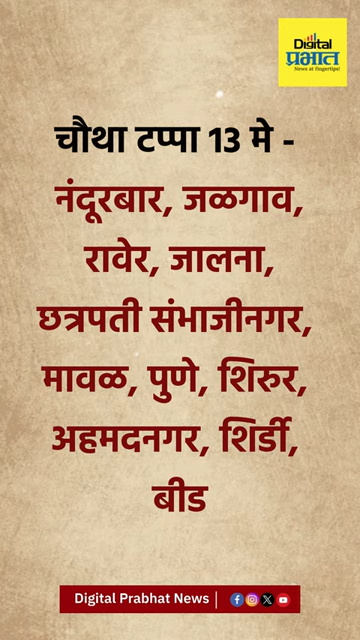 Digital
प्रभात
News at fingertips!
चौथा टप्पा 13 मे -
नंदूरबार, जळगाव,
रावेर, जालना,
छत्रपती संभाजीनगर,
मावळ, पुणे, शिरुर,
अहमदनगर, शिर्डी,
बीड
Digital Prabhat News |